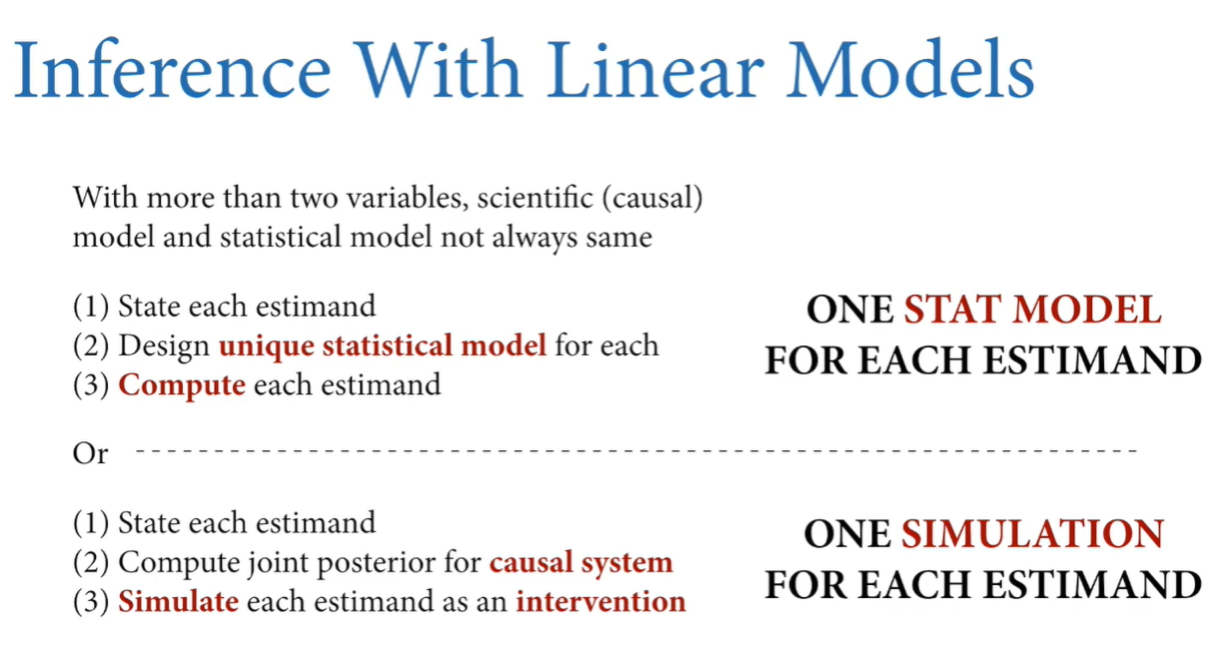 Inference With Linear Models
With more than two variables, scientific (causal)
model and statistical model not always same
(1) State each estimand
(2) Design unique statistical model for each
(3) Compute each estimand
ONE STAT MODEL
FOR EACH ESTIMAND
Or
(1) State each estimand
(2) Compute joint posterior for causal system
(3) Simulate each estimand as an intervention
ONE SIMULATION
FOR EACH ESTIMAND